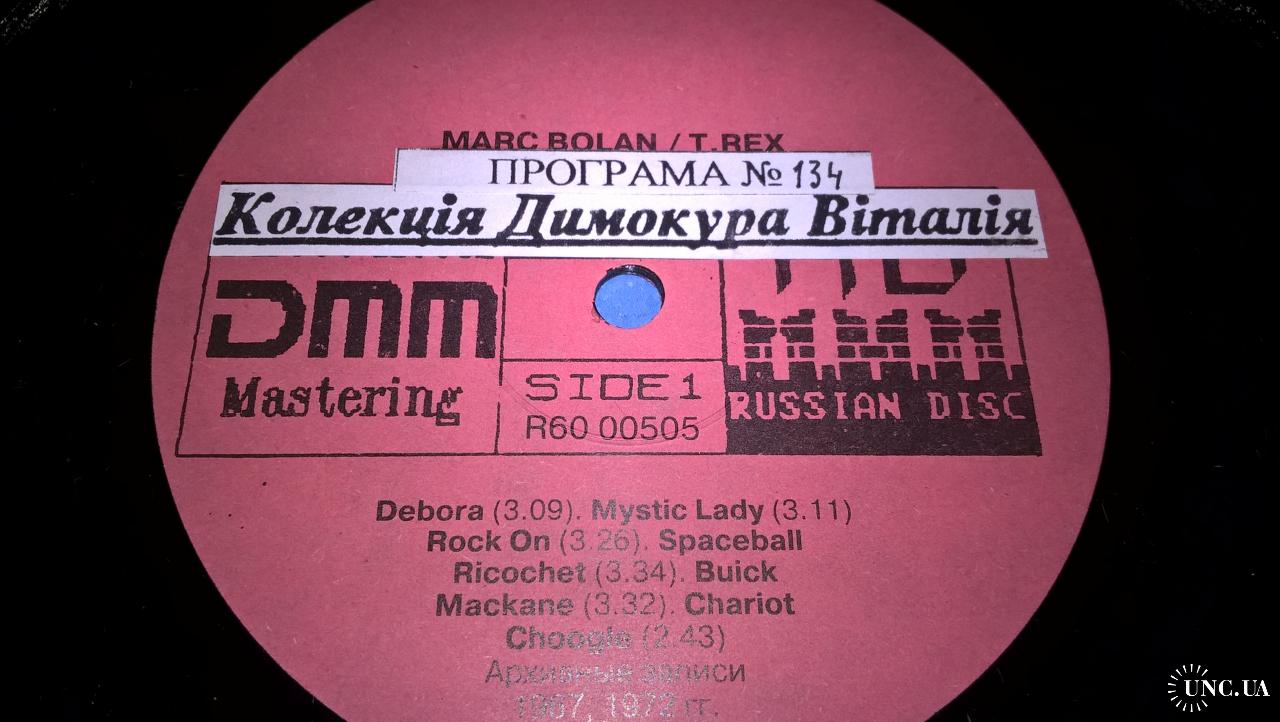 MARC BOLAN / T.REX
ПРОГРАМА № 134
Колекція Димокура Віталія
DMM
Mastering
SIDE 1
R60 00505
RUSSIAN DISC
Debora (3.09). Mystic Lady (3.11)
Rock On (3.26). Spaceball
Ricochet (3.34). Buick
Mackane (3.32). Chariot
Choogle (2.43)
Архивные записи
1967, 1972 гг.
UNC.UA